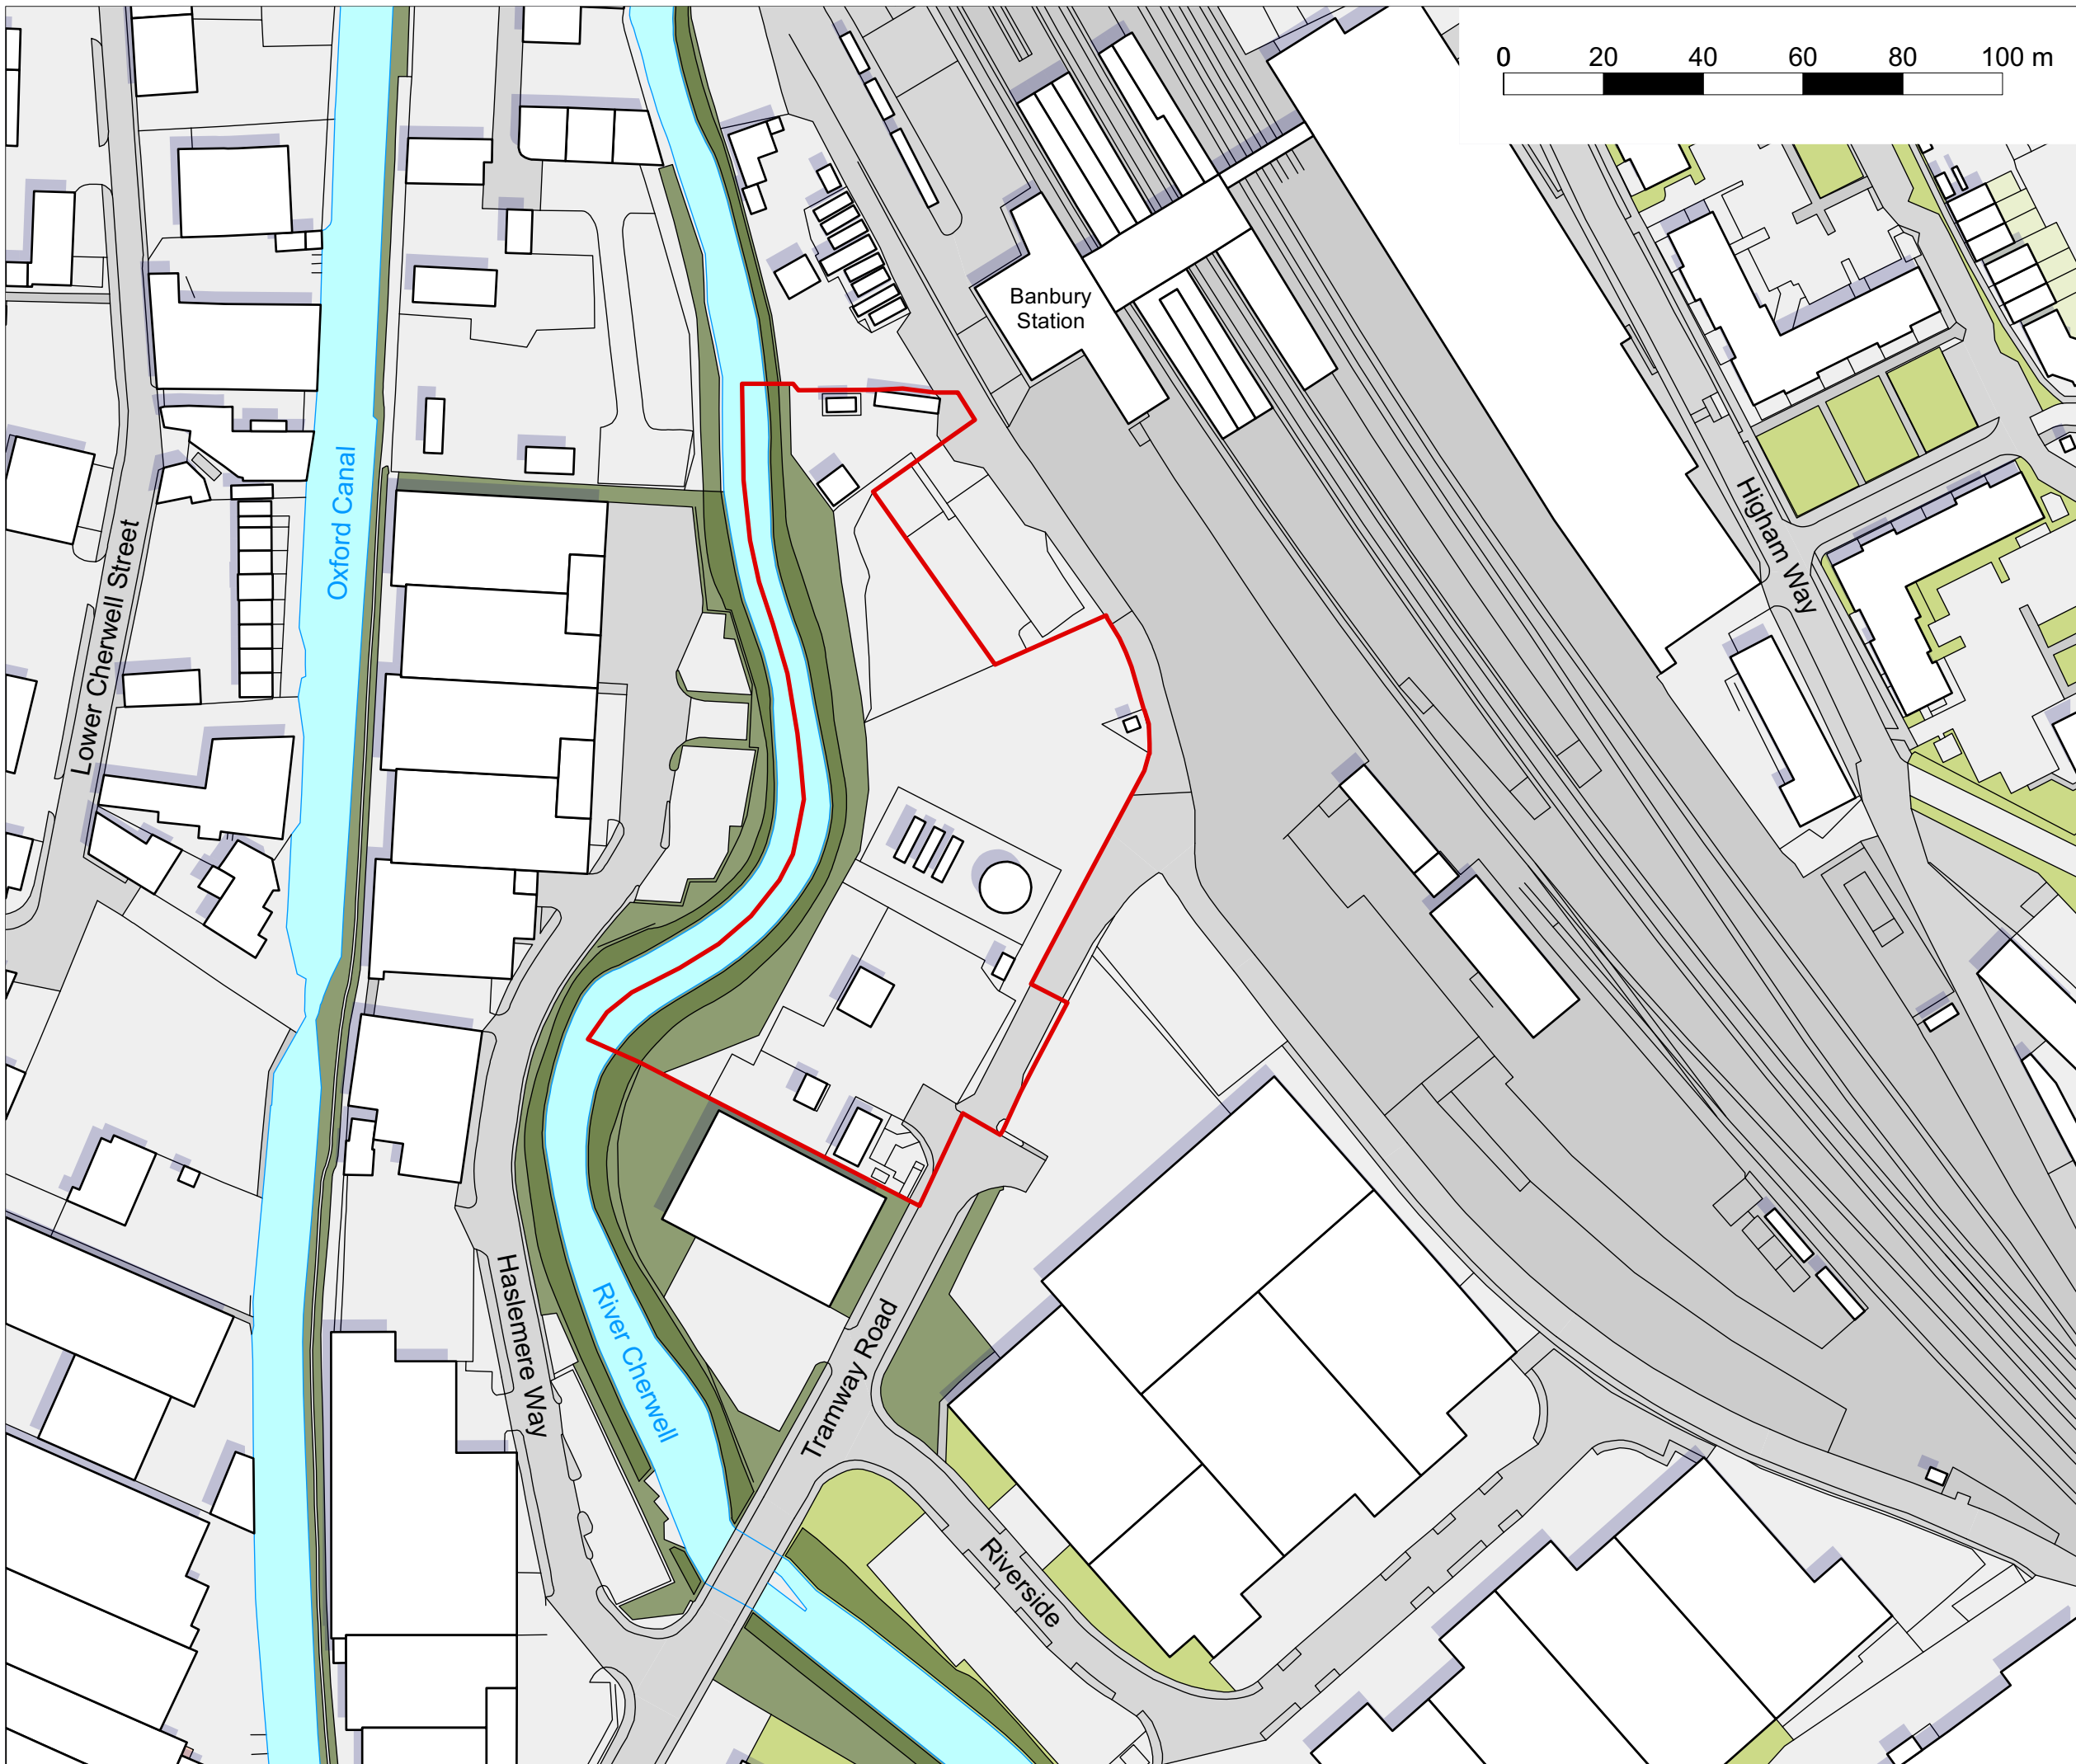 0 20 40 60 80 100 m
Banbury
Station
Oxford Canal
Lower Cherwell Street
Higham Way
Haslemere Way
River Cherwell
Tramway Road
Riverside